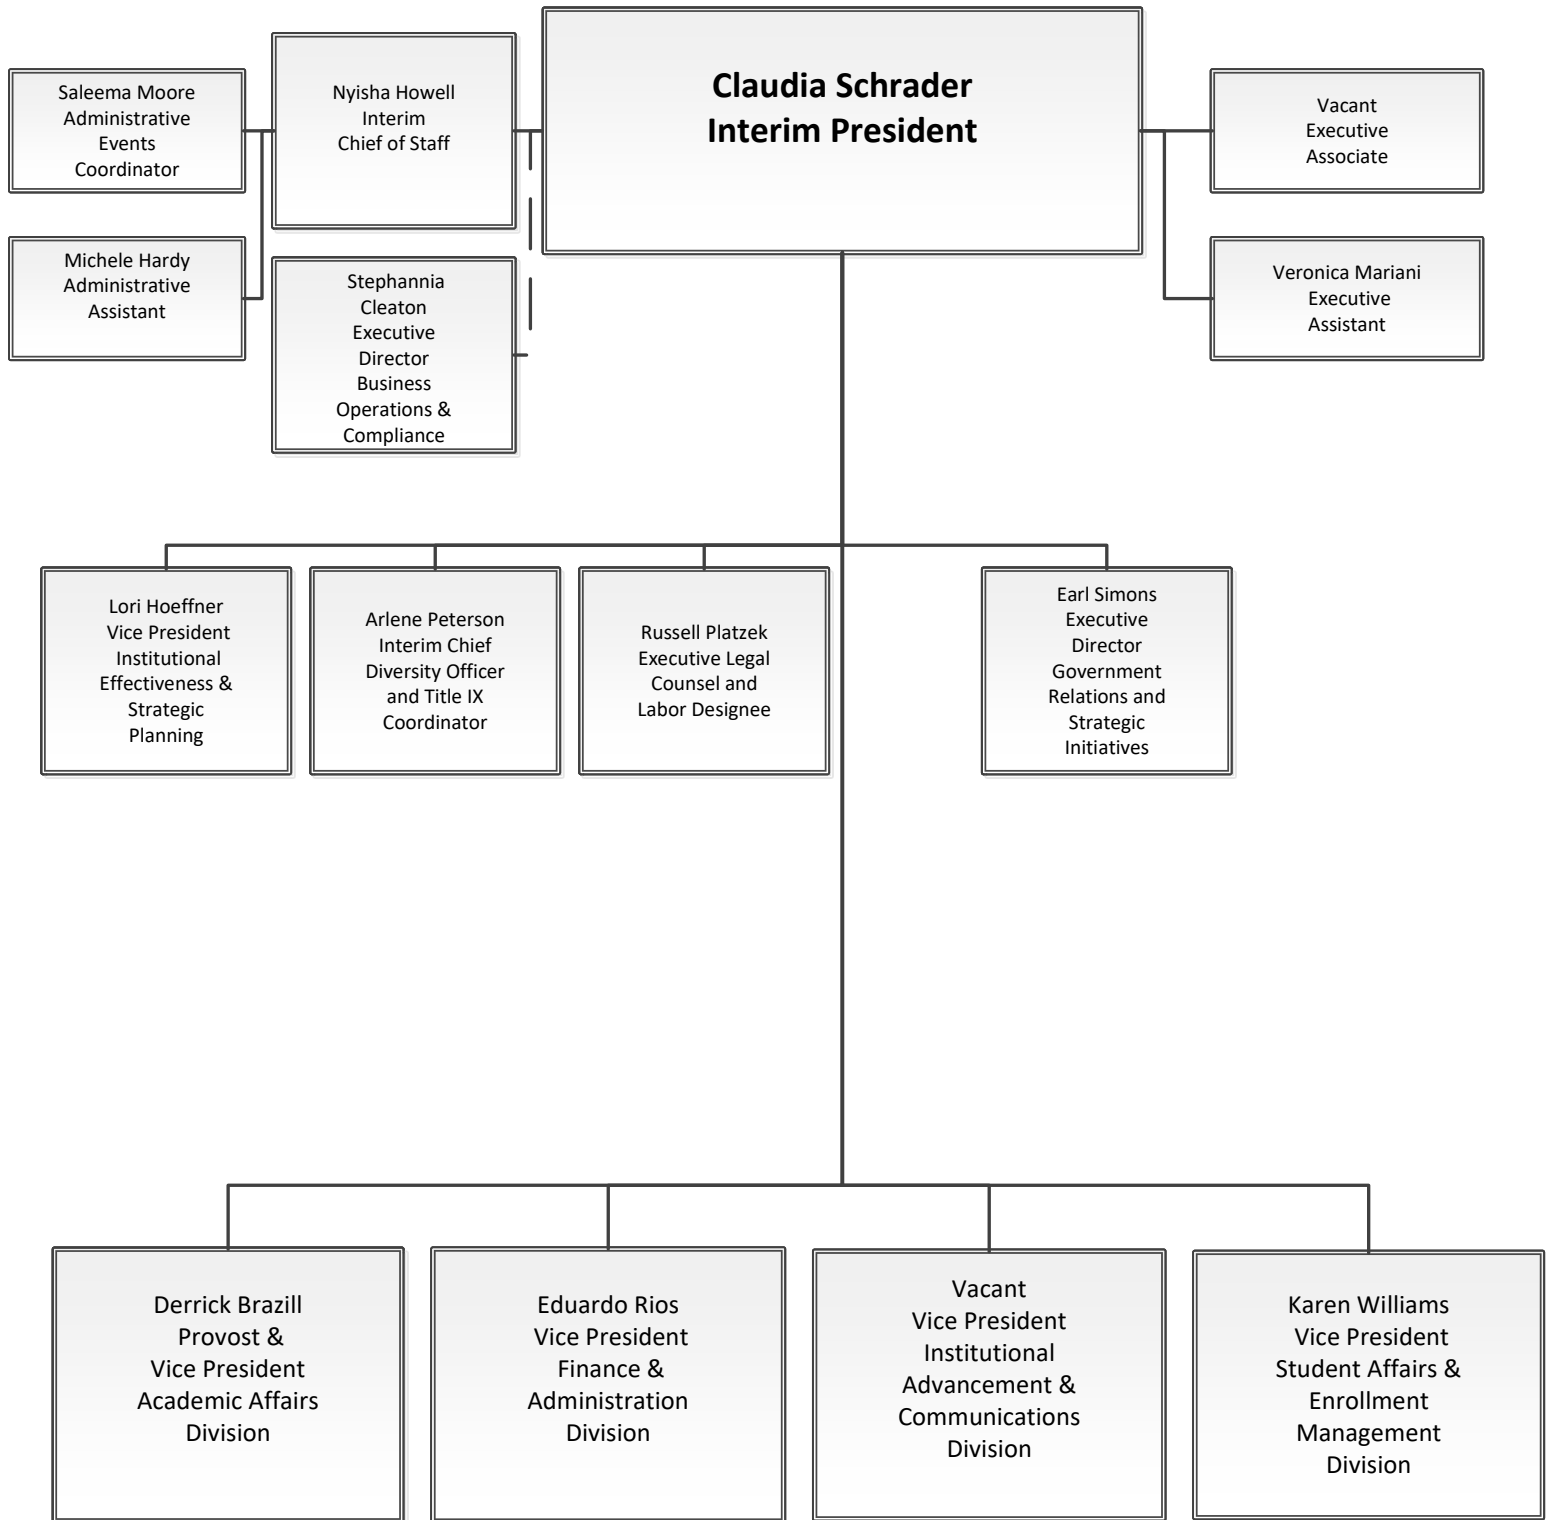 Claudia Schrader
Interim President
Saleema Moore
Administrative
Events
Coordinator
Nyisha Howell
Interim
Chief of Staff
Vacant
Executive
Associate
Michele Hardy
Administrative
Assistant
Stephannia
Cleaton
Executive
Director
Business
Operations &
Compliance
Veronica Mariani
Executive
Assistant
Lori Hoeffner
Vice President
Institutional
Effectiveness &
Strategic
Planning
Arlene Peterson
Interim Chief
Diversity Officer
and Title IX
Coordinator
Russell Platzek
Executive Legal
Counsel and
Labor Designee
Earl Simons
Executive
Director
Government
Relations and
Strategic
Initiatives
Derrick Brazill
Provost &
Vice President
Academic Affairs
Division
Eduardo Rios
Vice President
Finance &
Administration
Division
Vacant
Vice President
Institutional
Advancement &
Communications
Division
Karen Williams
Vice President
Student Affairs &
Enrollment
Management
Division